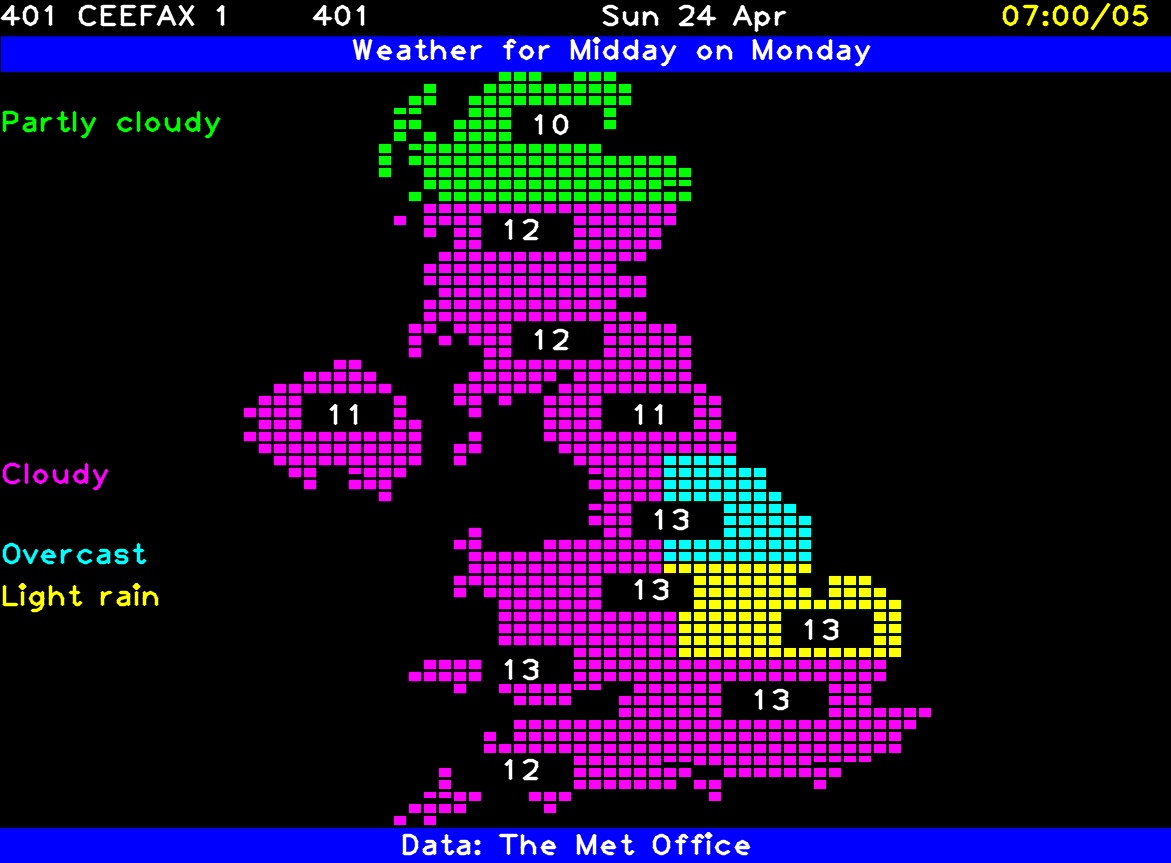 401 CEEFAX 1 401 Sun 24 Apr 07:00/05
Weather for Midday on Monday
Partly cloudy
10
12
12
11 11
Cloudy
13
Overcast
13
Light rain
13
13
13
12
Data: The Met Office